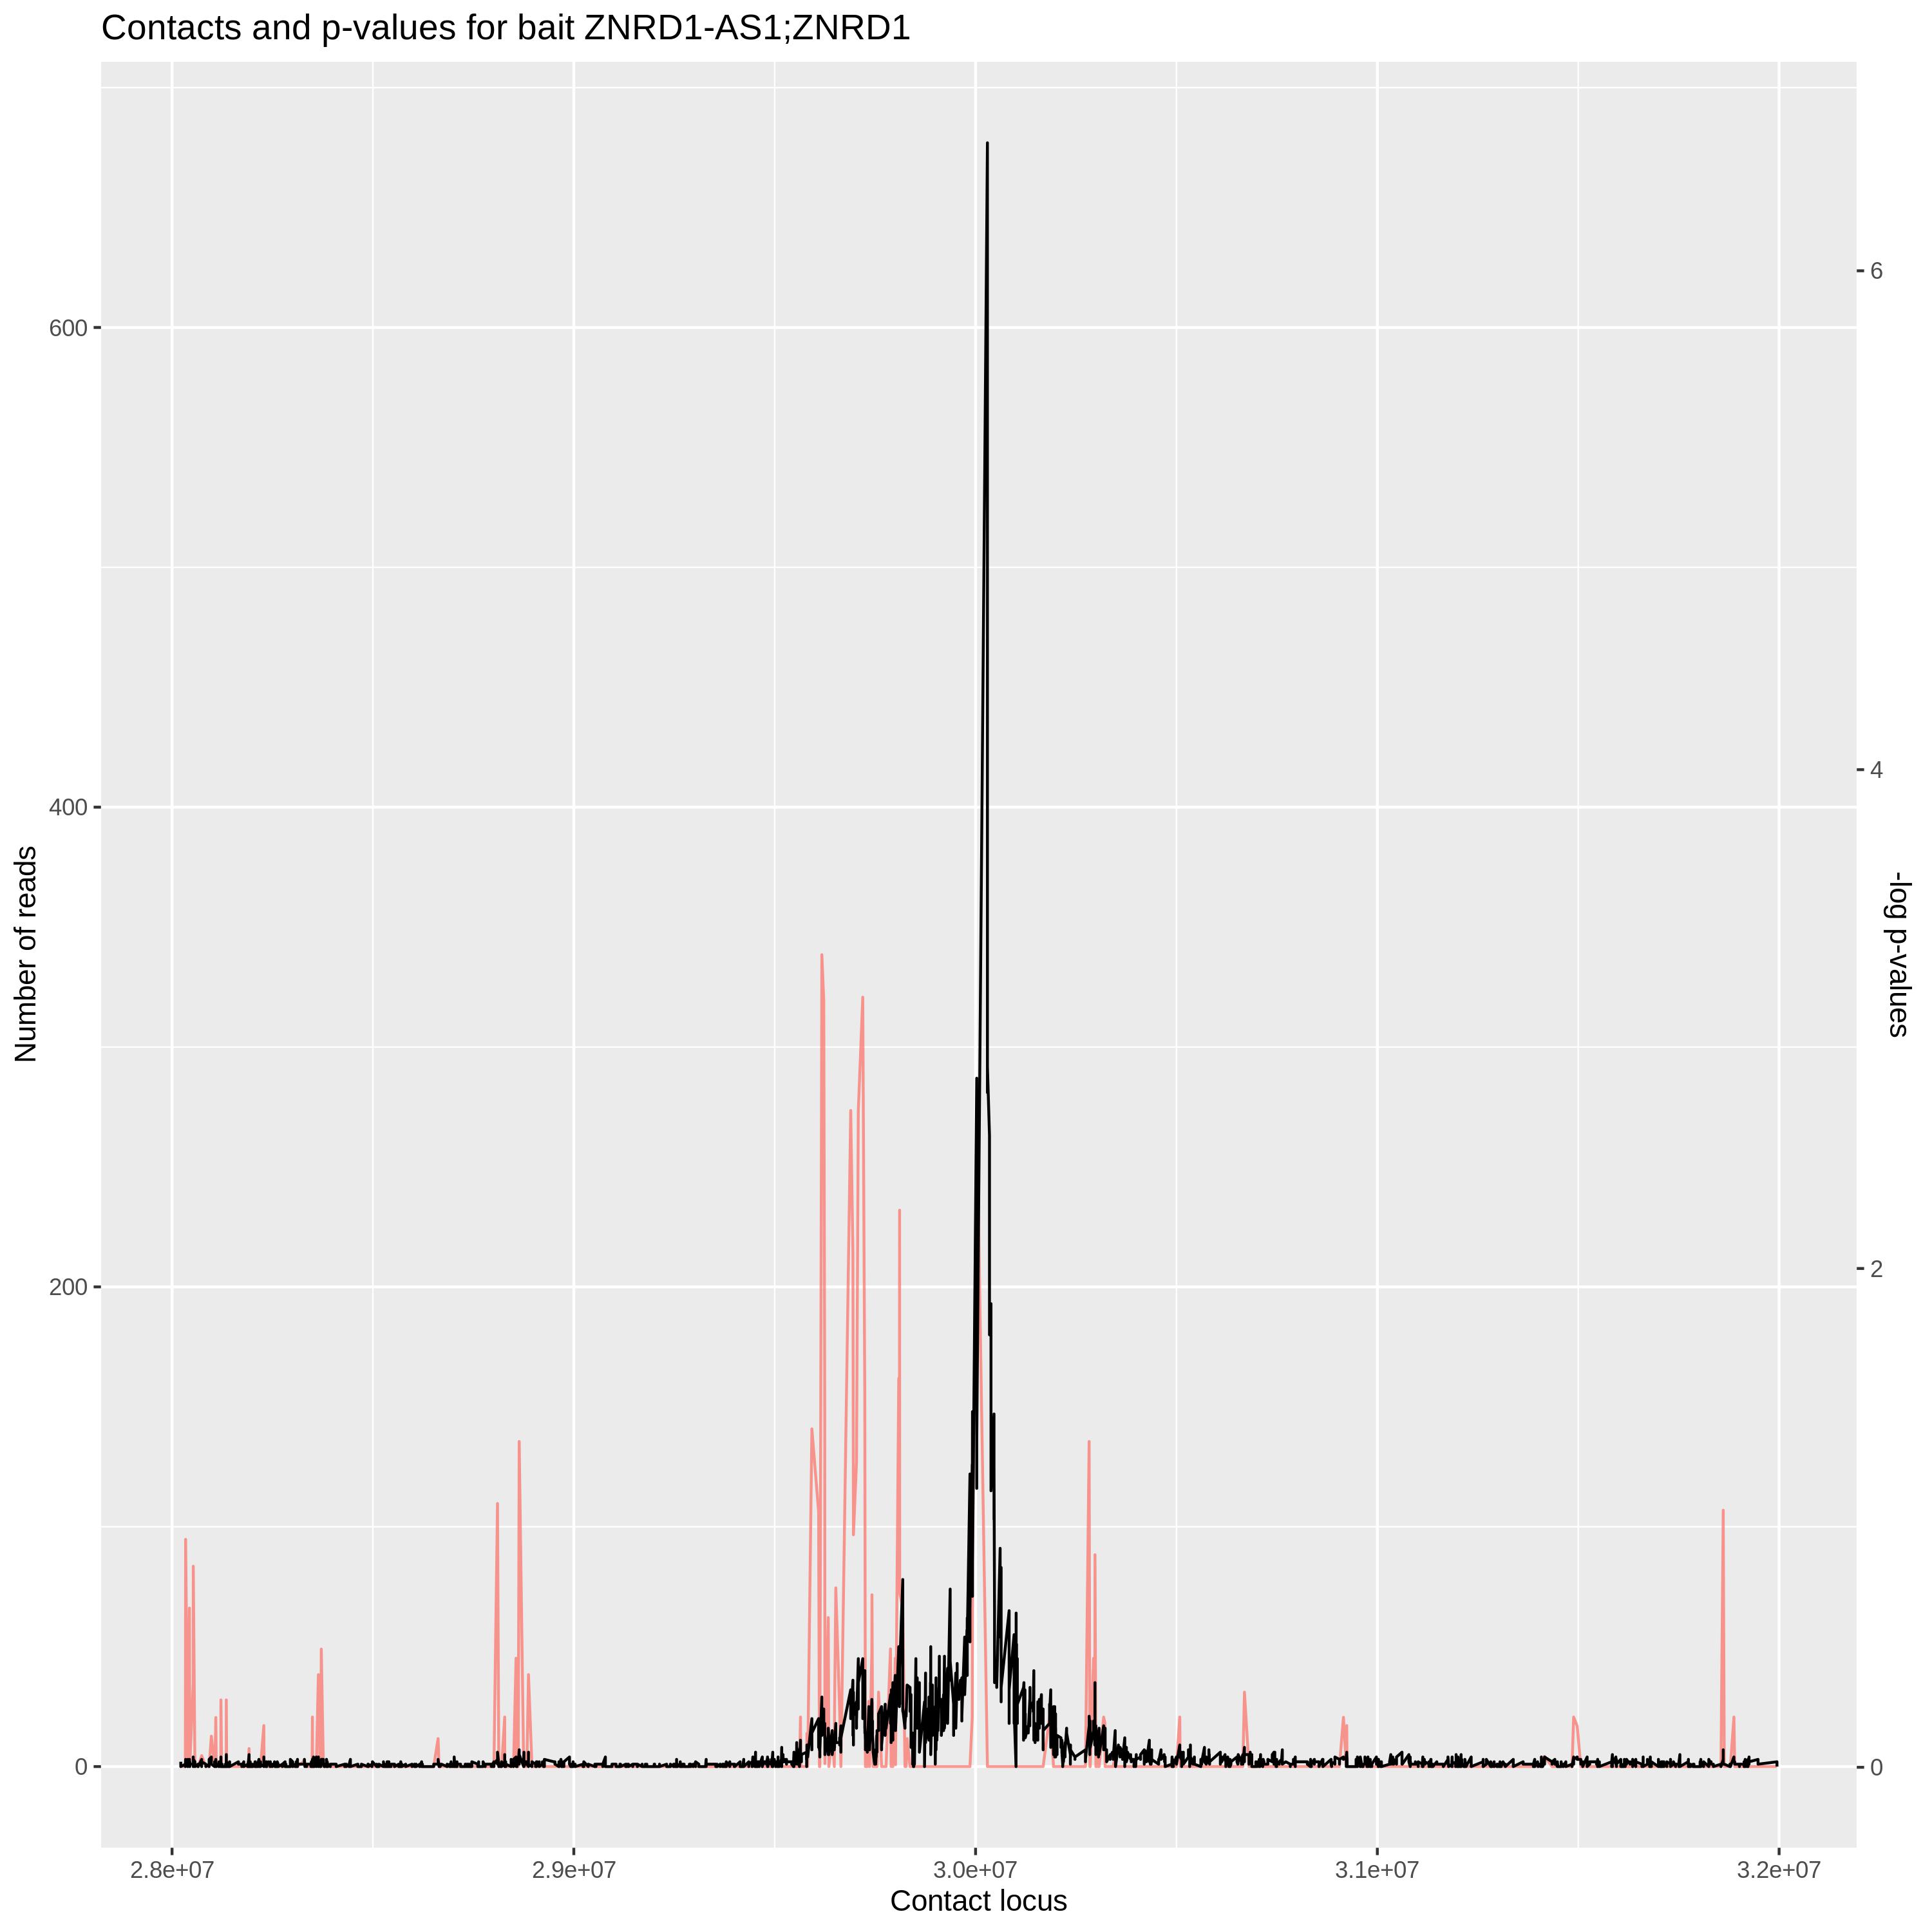 Contacts and p-values for bait ZNRD1-AS1;ZNRD1
Number of reads
600
400
200
0
6
4
2
0
-log p-values
2.8e+07
2.9e+07
3.0e+07
3.1e+07
3.2e+07
Contact locus